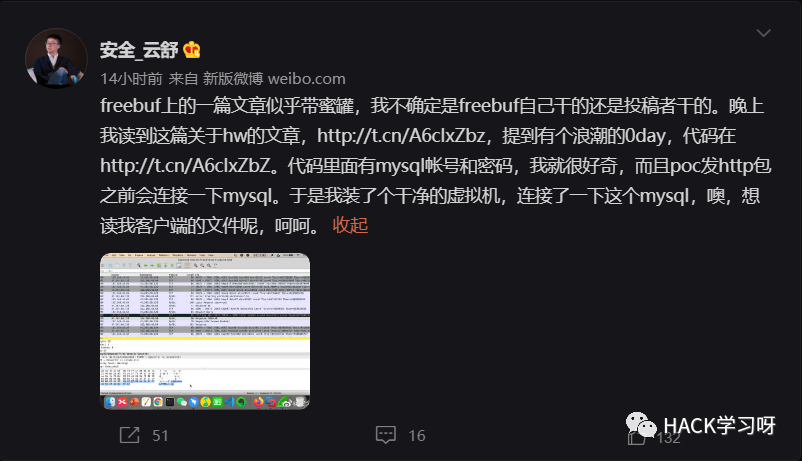 安全_云舒
14小时前 来自 新版微博 weibo.com
freebuf上的一篇文章似乎带蜜罐，我不确定是freebuf自己干的还是投稿者干的。晚上
我读到这篇关于hw的文章，http://t.cn/A6clxZbz，提到有个浪潮的0day，代码在
http://t.cn/A6clxZbZ。代码里面有mysql帐号和密码，我就很好奇，而且poc发http包
之前会连接一下mysql。于是我装了个干净的虚拟机，连接了一下这个mysql，噢，想
读我客户端的文件呢，呵呵。 收起
51
16
132
HACK学习呀